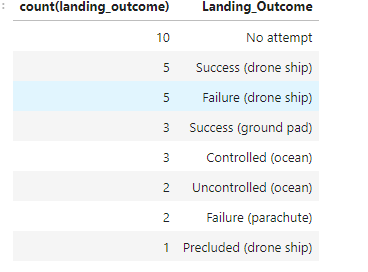 count(landing_outcome) Landing_Outcome
10 No attempt
5 Success (drone ship)
5 Failure (drone ship)
3 Success (ground pad)
3 Controlled (ocean)
2 Uncontrolled (ocean)
2 Failure (parachute)
1 Precluded (drone ship)